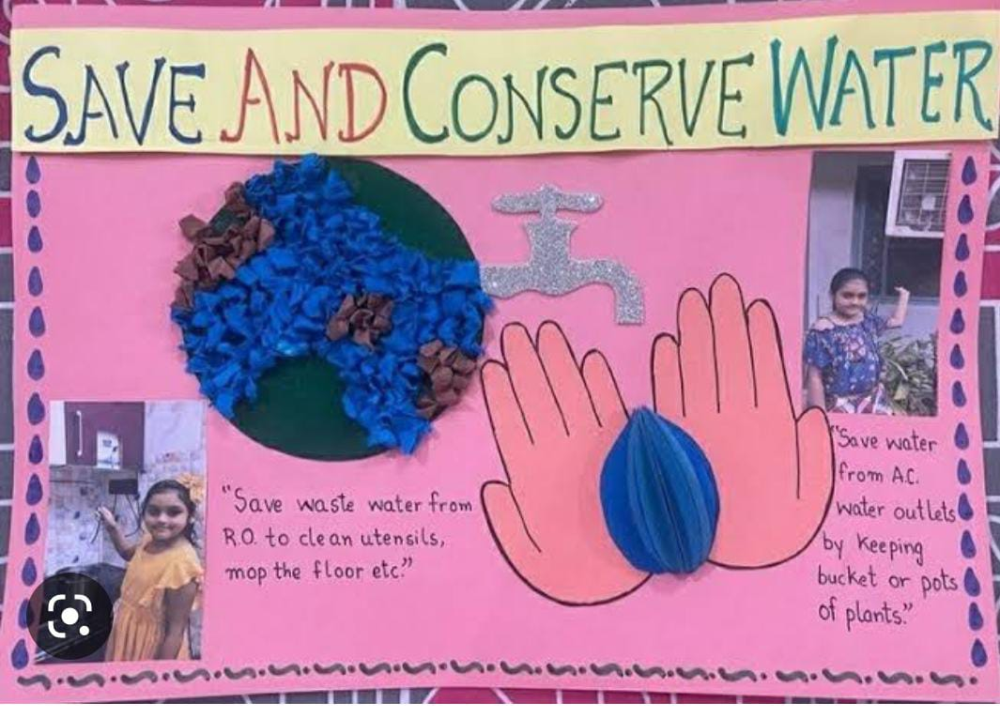 SAVE AND CONSERVE WATER
"Save waste water from
R.O. to clean utensils,
mop the floor etc."
"Save water
from A.C.
water outlets
by keeping
bucket or pots
of plants."